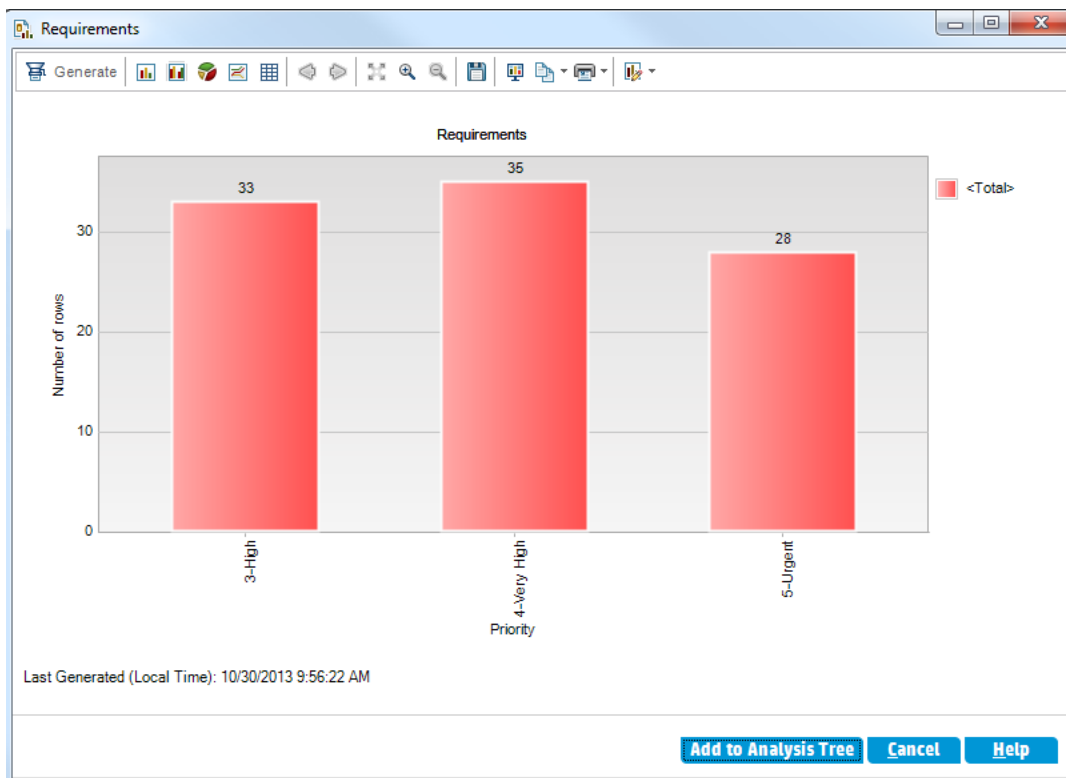 Requirements
Generate
Requirements
33
35
28
<Total>
30
20
10
0
Number of rows
3-High
4-Very High
5-Urgent
Priority
Last Generated (Local Time): 10/30/2013 9:56:22 AM
Add to Analysis Tree
Cancel
Help